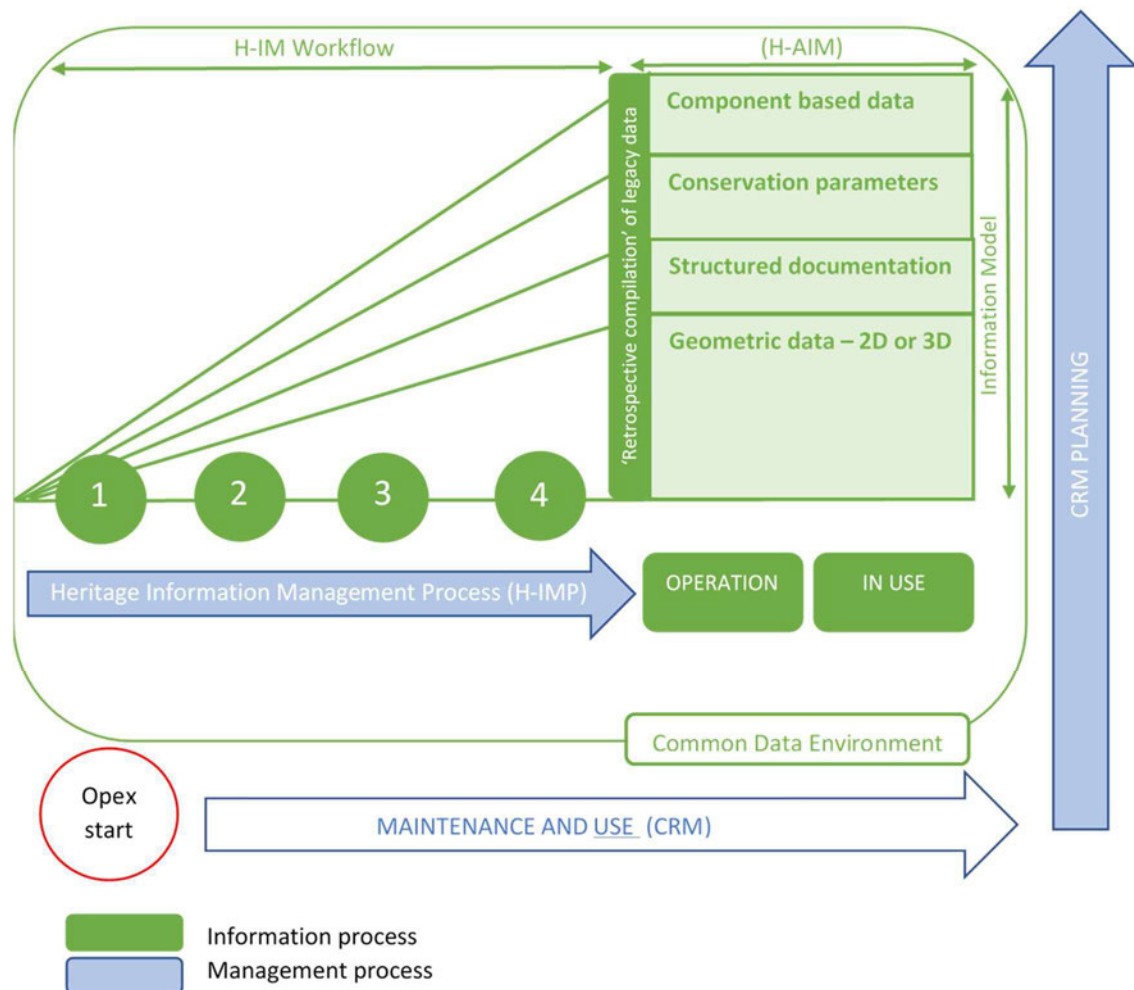 H-IM Workflow
(H-AIM)
Component based data
Conservation parameters
Structured documentation
Geometric data – 2D or 3D
‘Retrospective compilation’ of legacy data
Information Model
CRM PLANNING
1
2
3
4
Heritage Information Management Process (H-IMP)
OPERATION
IN USE
Common Data Environment
Opex
start
MAINTENANCE AND USE (CRM)
Information process
Management process